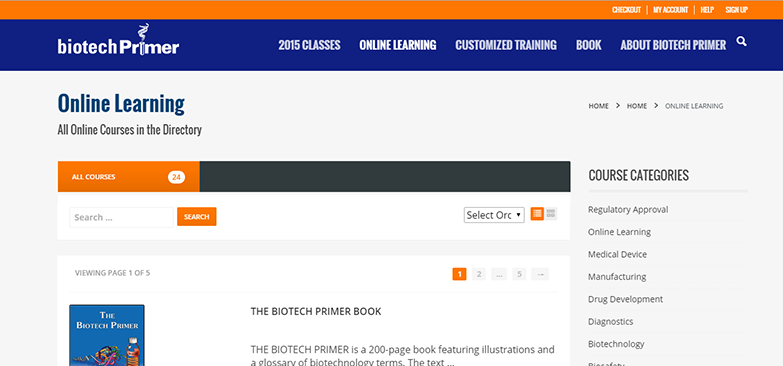 CHECKOUT | MY ACCOUNT | HELP SIGN UP
biotech Primer
2015 CLASSES ONLINE LEARNING CUSTOMIZED TRAINING BOOK ABOUT BIOTECH PRIMER
Online Learning
All Online Courses in the Directory
HOME > HOME > ONLINE LEARNING
ALL COURSES 24
Search ... SEARCH
Select Orc
VIEWING PAGE 1 OF 5
1 2 ... 5 →
THE
BIOTECH PRIMER
THE BIOTECH PRIMER BOOK
THE BIOTECH PRIMER is a 200-page book featuring illustrations and
a glossary of biotechnology terms. The text ...
COURSE CATEGORIES
Regulatory Approval
Online Learning
Medical Device
Manufacturing
Drug Development
Diagnostics
Biotechnology
Biosafety